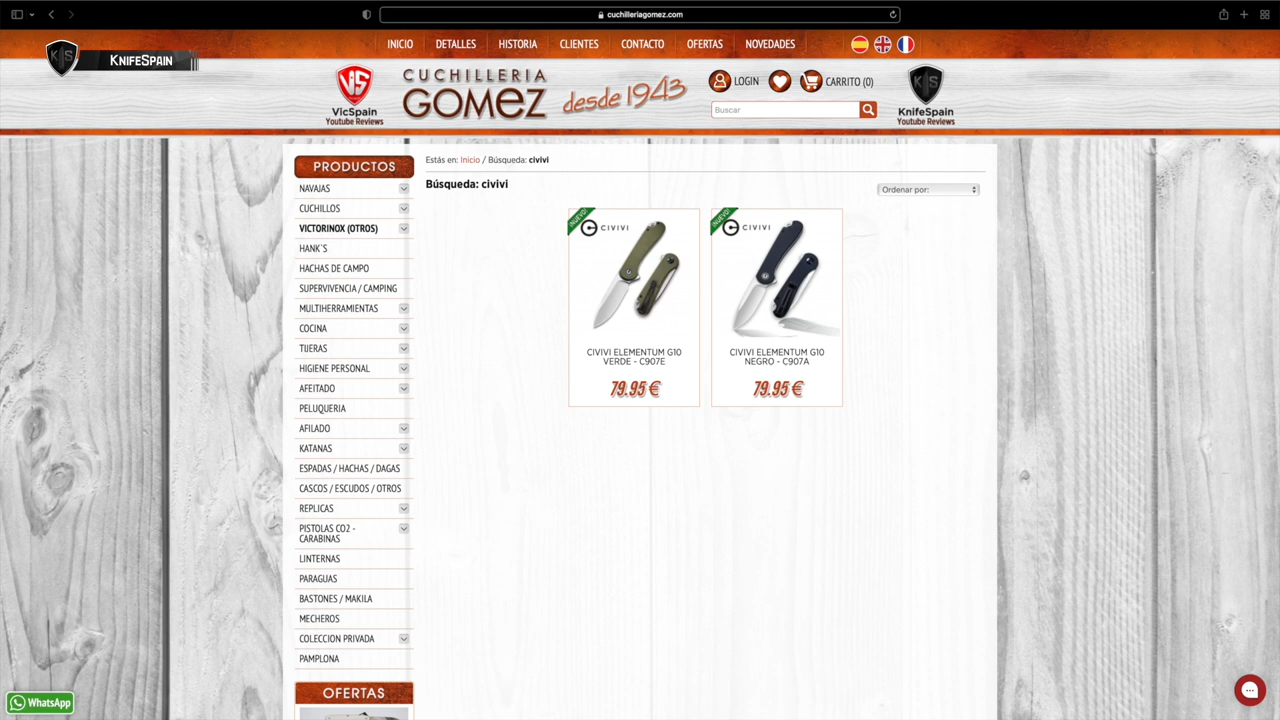 cuchilleriagomez.com
INICIO
DETALLES
HISTORIA
CLIENTES
CONTACTO
OFERTAS
NOVEDADES
KS
KNIFESPAIN
VS
VicSpain
Youtube Reviews
CUCHILLERIA
GOMEZ
desde 1943
LOGIN
CARRITO (0)
Buscar
KS
KnifeSpain
Youtube Reviews
PRODUCTOS
NAVAJAS
CUCHILLOS
VICTORINOX (OTROS)
HANK´S
HACHAS DE CAMPO
SUPERVIVENCIA / CAMPING
MULTIHERRAMIENTAS
COCINA
TIJERAS
HIGIENE PERSONAL
AFEITADO
PELUQUERIA
AFILADO
KATANAS
ESPADAS / HACHAS / DAGAS
CASCOS / ESCUDOS / OTROS
REPLICAS
PISTOLAS CO2 -
CARABINAS
LINTERNAS
PARAGUAS
BASTONES / MAKILA
MECHEROS
COLECCION PRIVADA
PAMPLONA
OFERTAS
Estás en: Inicio / Búsqueda: civivi
Búsqueda: civivi
Ordenar por:
¡NUEVO!
CIVIVI
CIVIVI ELEMENTUM G10
VERDE - C907E
79.95 €
¡NUEVO!
CIVIVI
CIVIVI ELEMENTUM G10
NEGRO - C907A
79.95 €
WhatsApp